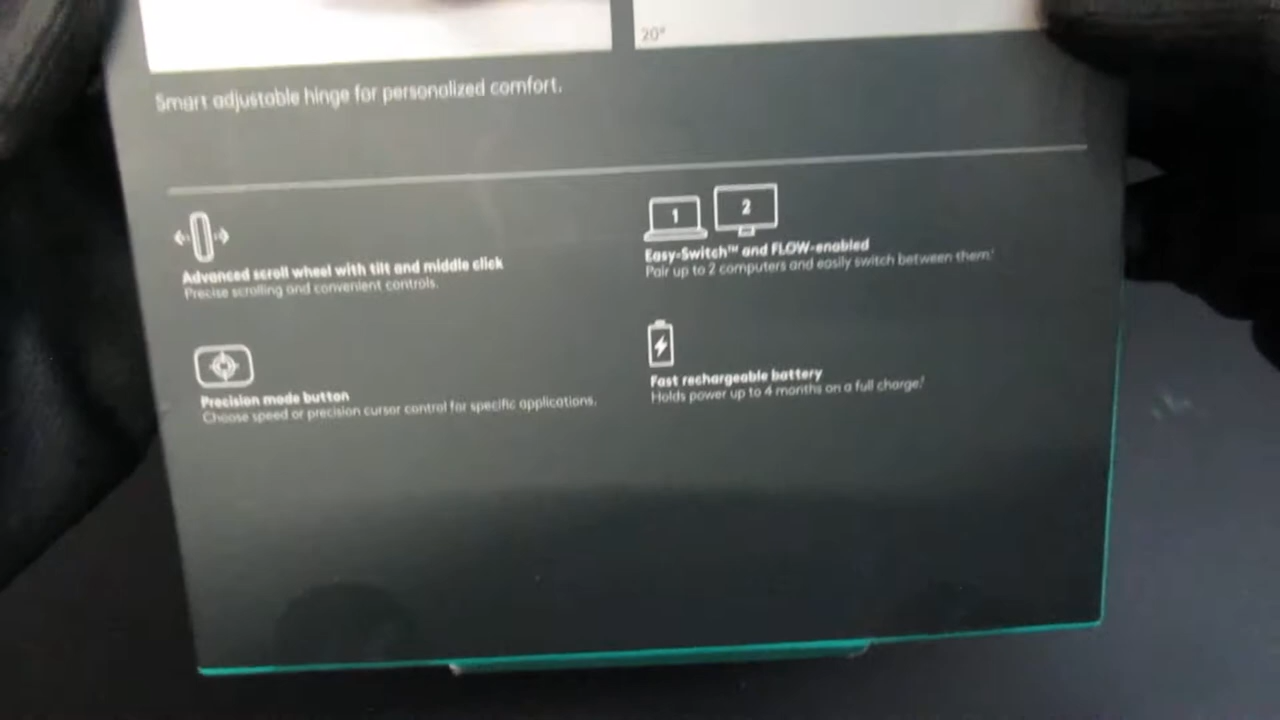 20°
Smart adjustable hinge for personalized comfort.
1
2
Advanced scroll wheel with tilt and middle click
Precise scrolling and convenient controls.
Easy-Switch™ and FLOW-enabled
Pair up to 2 computers and easily switch between them¹
Precision mode button
Choose speed or precision cursor control for specific applications.
Fast rechargeable battery
Holds power up to 4 months on a full charge²